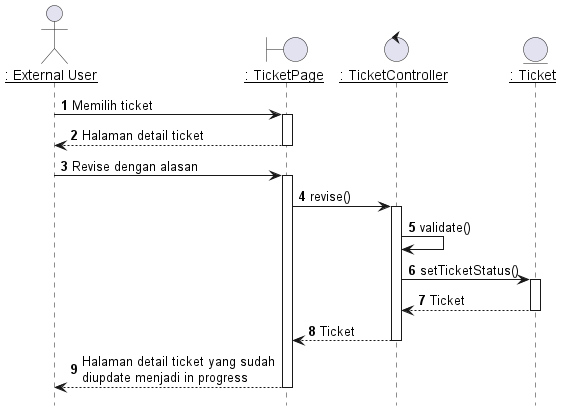 : External User
: TicketPage
: TicketController
: Ticket
1 Memilih ticket
2 Halaman detail ticket
3 Revise dengan alasan
4 revise()
5 validate()
6 setTicketStatus()
7 Ticket
8 Ticket
9 Halaman detail ticket yang sudah
diupdate menjadi in progress